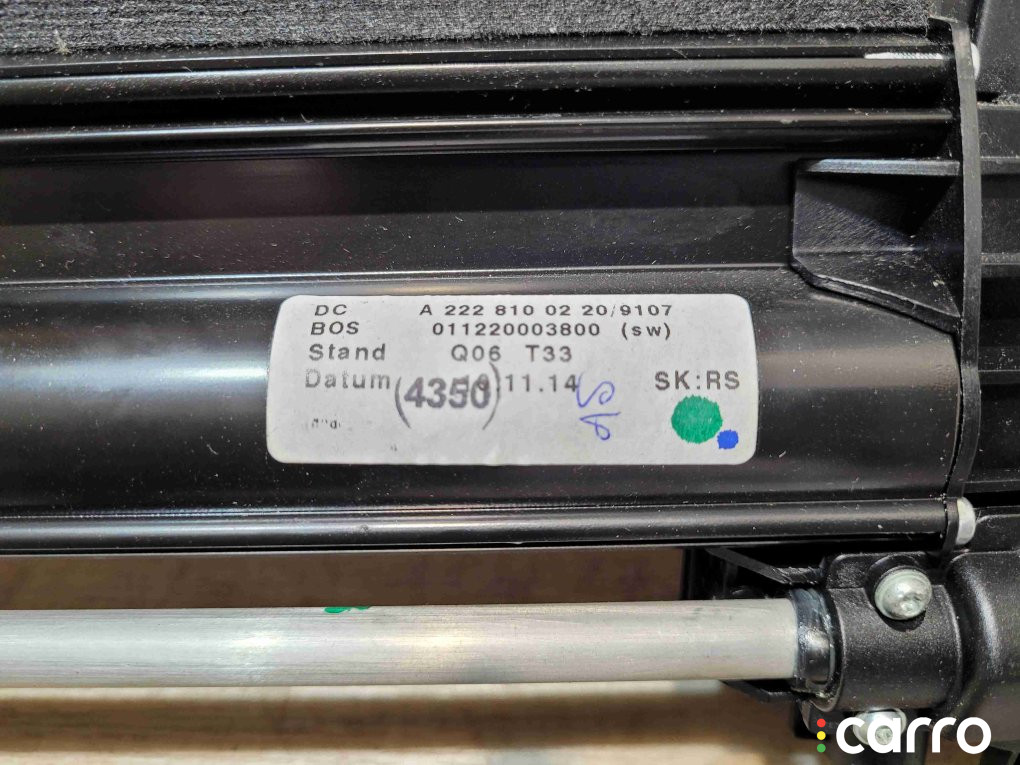 DC A 222 810 02 20/9107
BOS 011220003800 (sw)
Stand Q06 T33
Datum .11.14 SK:RS
(4350)
carro